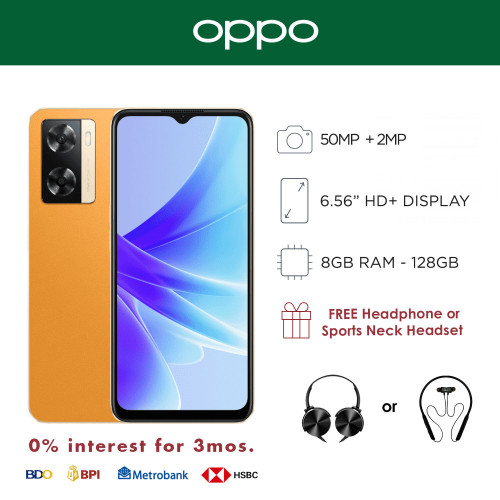 oppo
50MP + 2MP
6.56” HD+ DISPLAY
8GB RAM - 128GB
FREE Headphone or
Sports Neck Headset
or
0% interest for 3mos.
BDO BPI Metrobank HSBC